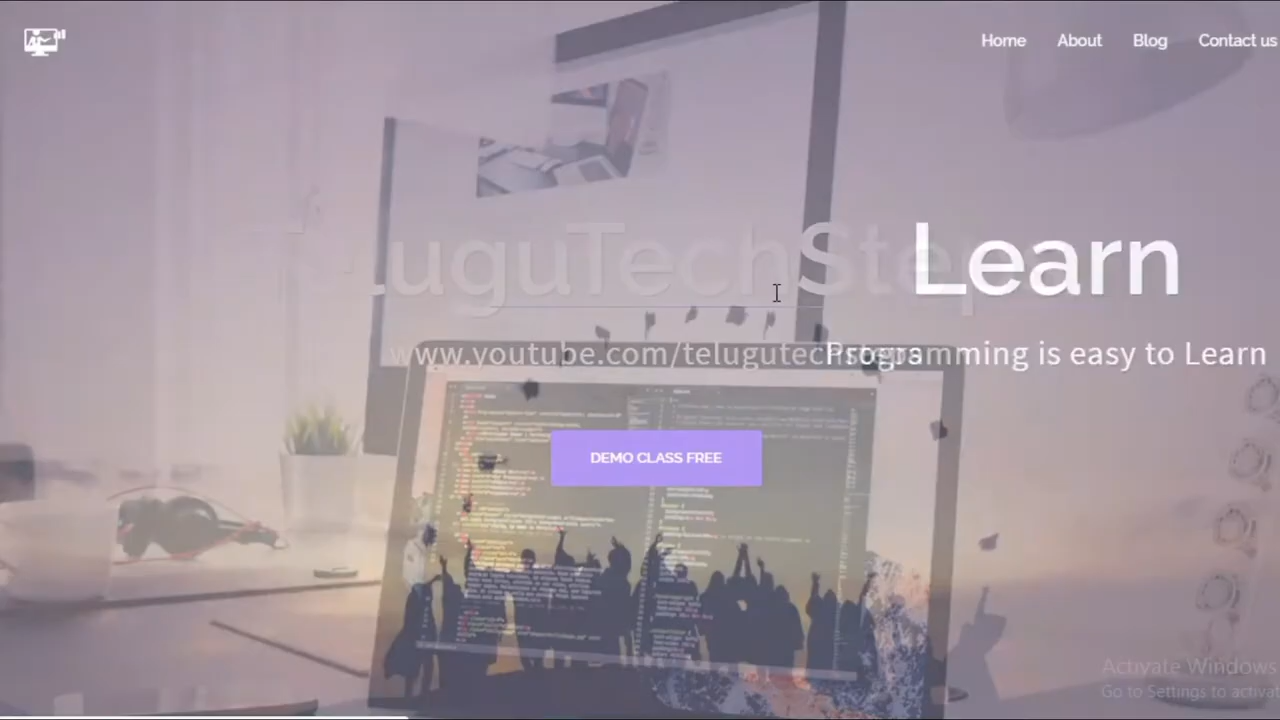 Home About Blog Contact us
TeluguTechStep
Learn
www.youtube.com/telugutechsteps
Programming is easy to Learn
DEMO CLASS FREE
Activate Windows
Go to Settings to activat